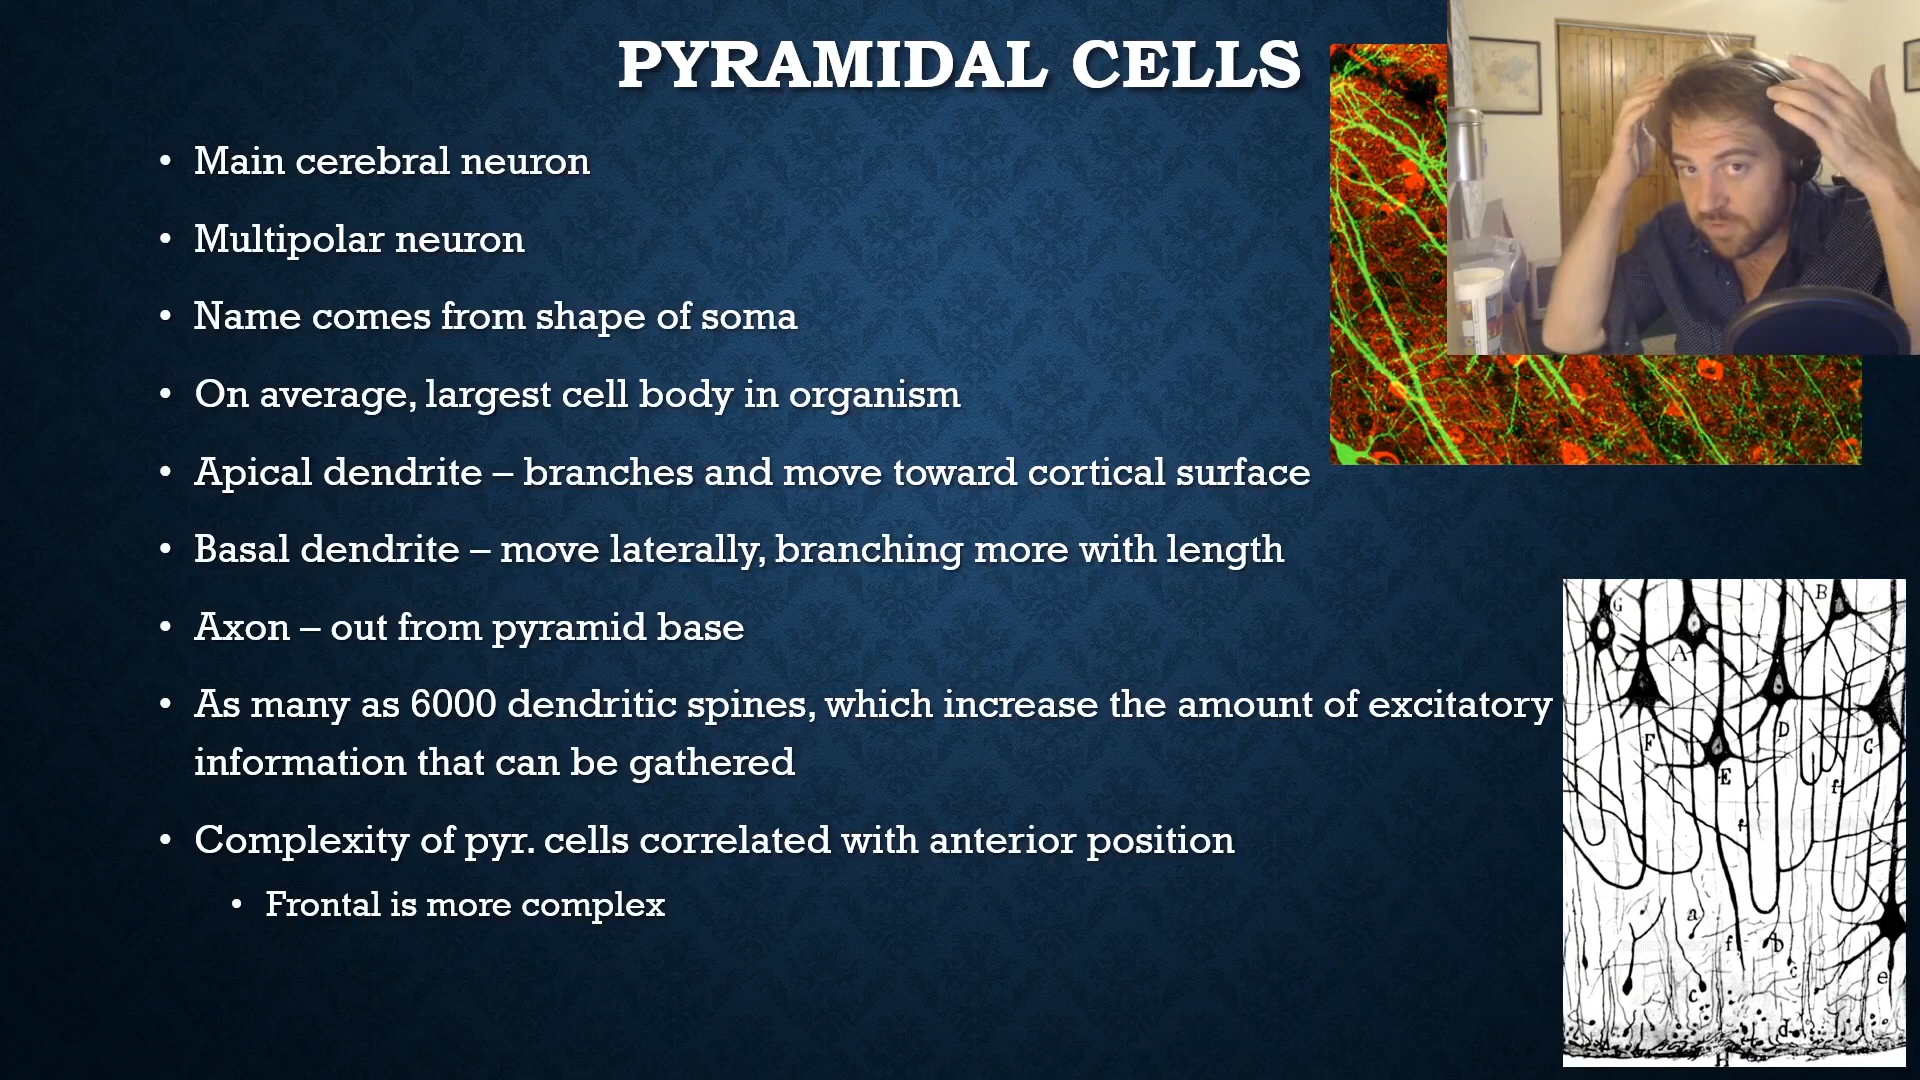 PYRAMIDAL CELLS
• Main cerebral neuron
• Multipolar neuron
• Name comes from shape of soma
• On average, largest cell body in organism
• Apical dendrite – branches and move toward cortical surface
• Basal dendrite – move laterally, branching more with length
• Axon – out from pyramid base
• As many as 6000 dendritic spines, which increase the amount of excitatory
information that can be gathered
• Complexity of pyr. cells correlated with anterior position
• Frontal is more complex
G
B
A
F
D
C
E
f
f
a
f
b
c
e
c
d
H